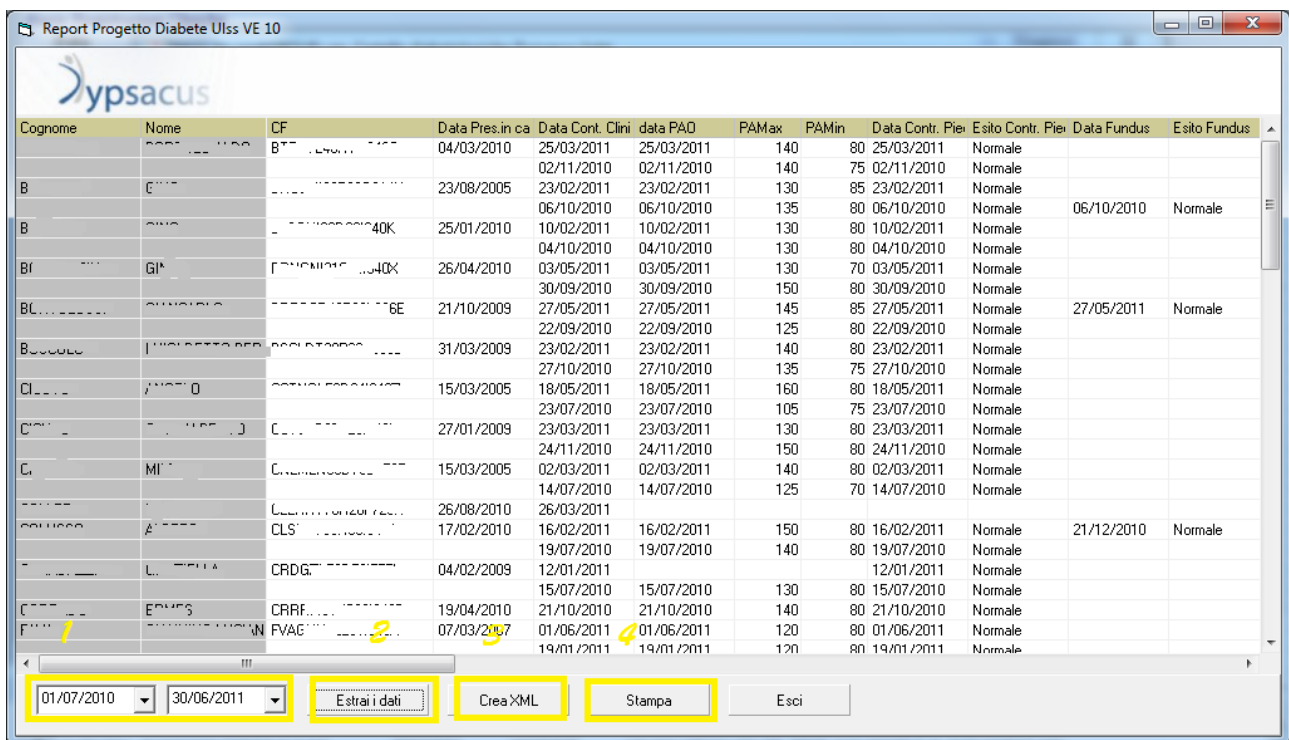 Report Progetto Diabete Ulss VE 10
Dypsacus
Cognome Nome CF Data Pres.in ca Data Cont. Clini data PAO PAMax PAMin Data Contr. Pie Esito Contr. Pie Data Fundus Esito Fundus
04/03/2010 25/03/2011 25/03/2011 140 80 25/03/2011 Normale
02/11/2010 02/11/2010 140 75 02/11/2010 Normale
B 23/08/2005 23/02/2011 23/02/2011 130 85 23/02/2011 Normale
06/10/2010 06/10/2010 135 80 06/10/2010 Normale 06/10/2010 Normale
B 40K 25/01/2010 10/02/2011 10/02/2011 130 80 10/02/2011 Normale
04/10/2010 04/10/2010 130 80 04/10/2010 Normale
26/04/2010 03/05/2011 03/05/2011 130 70 03/05/2011 Normale
30/09/2010 30/09/2010 150 80 30/09/2010 Normale
6E 21/10/2009 27/05/2011 27/05/2011 145 85 27/05/2011 Normale 27/05/2011 Normale
22/09/2010 22/09/2010 125 80 22/09/2010 Normale
31/03/2009 23/02/2011 23/02/2011 140 80 23/02/2011 Normale
27/10/2010 27/10/2010 135 75 27/10/2010 Normale
15/03/2005 18/05/2011 18/05/2011 160 80 18/05/2011 Normale
23/07/2010 23/07/2010 105 75 23/07/2010 Normale
27/01/2009 23/03/2011 23/03/2011 130 80 23/03/2011 Normale
24/11/2010 24/11/2010 150 80 24/11/2010 Normale
15/03/2005 02/03/2011 02/03/2011 140 80 02/03/2011 Normale
14/07/2010 14/07/2010 125 70 14/07/2010 Normale
26/08/2010 26/03/2011
CLS 17/02/2010 16/02/2011 16/02/2011 150 80 16/02/2011 Normale 21/12/2010 Normale
19/07/2010 19/07/2010 140 80 19/07/2010 Normale
CRDG 04/02/2009 12/01/2011 12/01/2011 Normale
15/07/2010 15/07/2010 130 80 15/07/2010 Normale
19/04/2010 21/10/2010 21/10/2010 140 80 21/10/2010 Normale
FVAG 07/03/2007 01/06/2011 01/06/2011 120 80 01/06/2011 Normale
19/01/2011 19/01/2011 120 80 19/01/2011 Normale
1 2 3 4
01/07/2010 30/06/2011 Estrai i dati Crea XML Stampa Esci